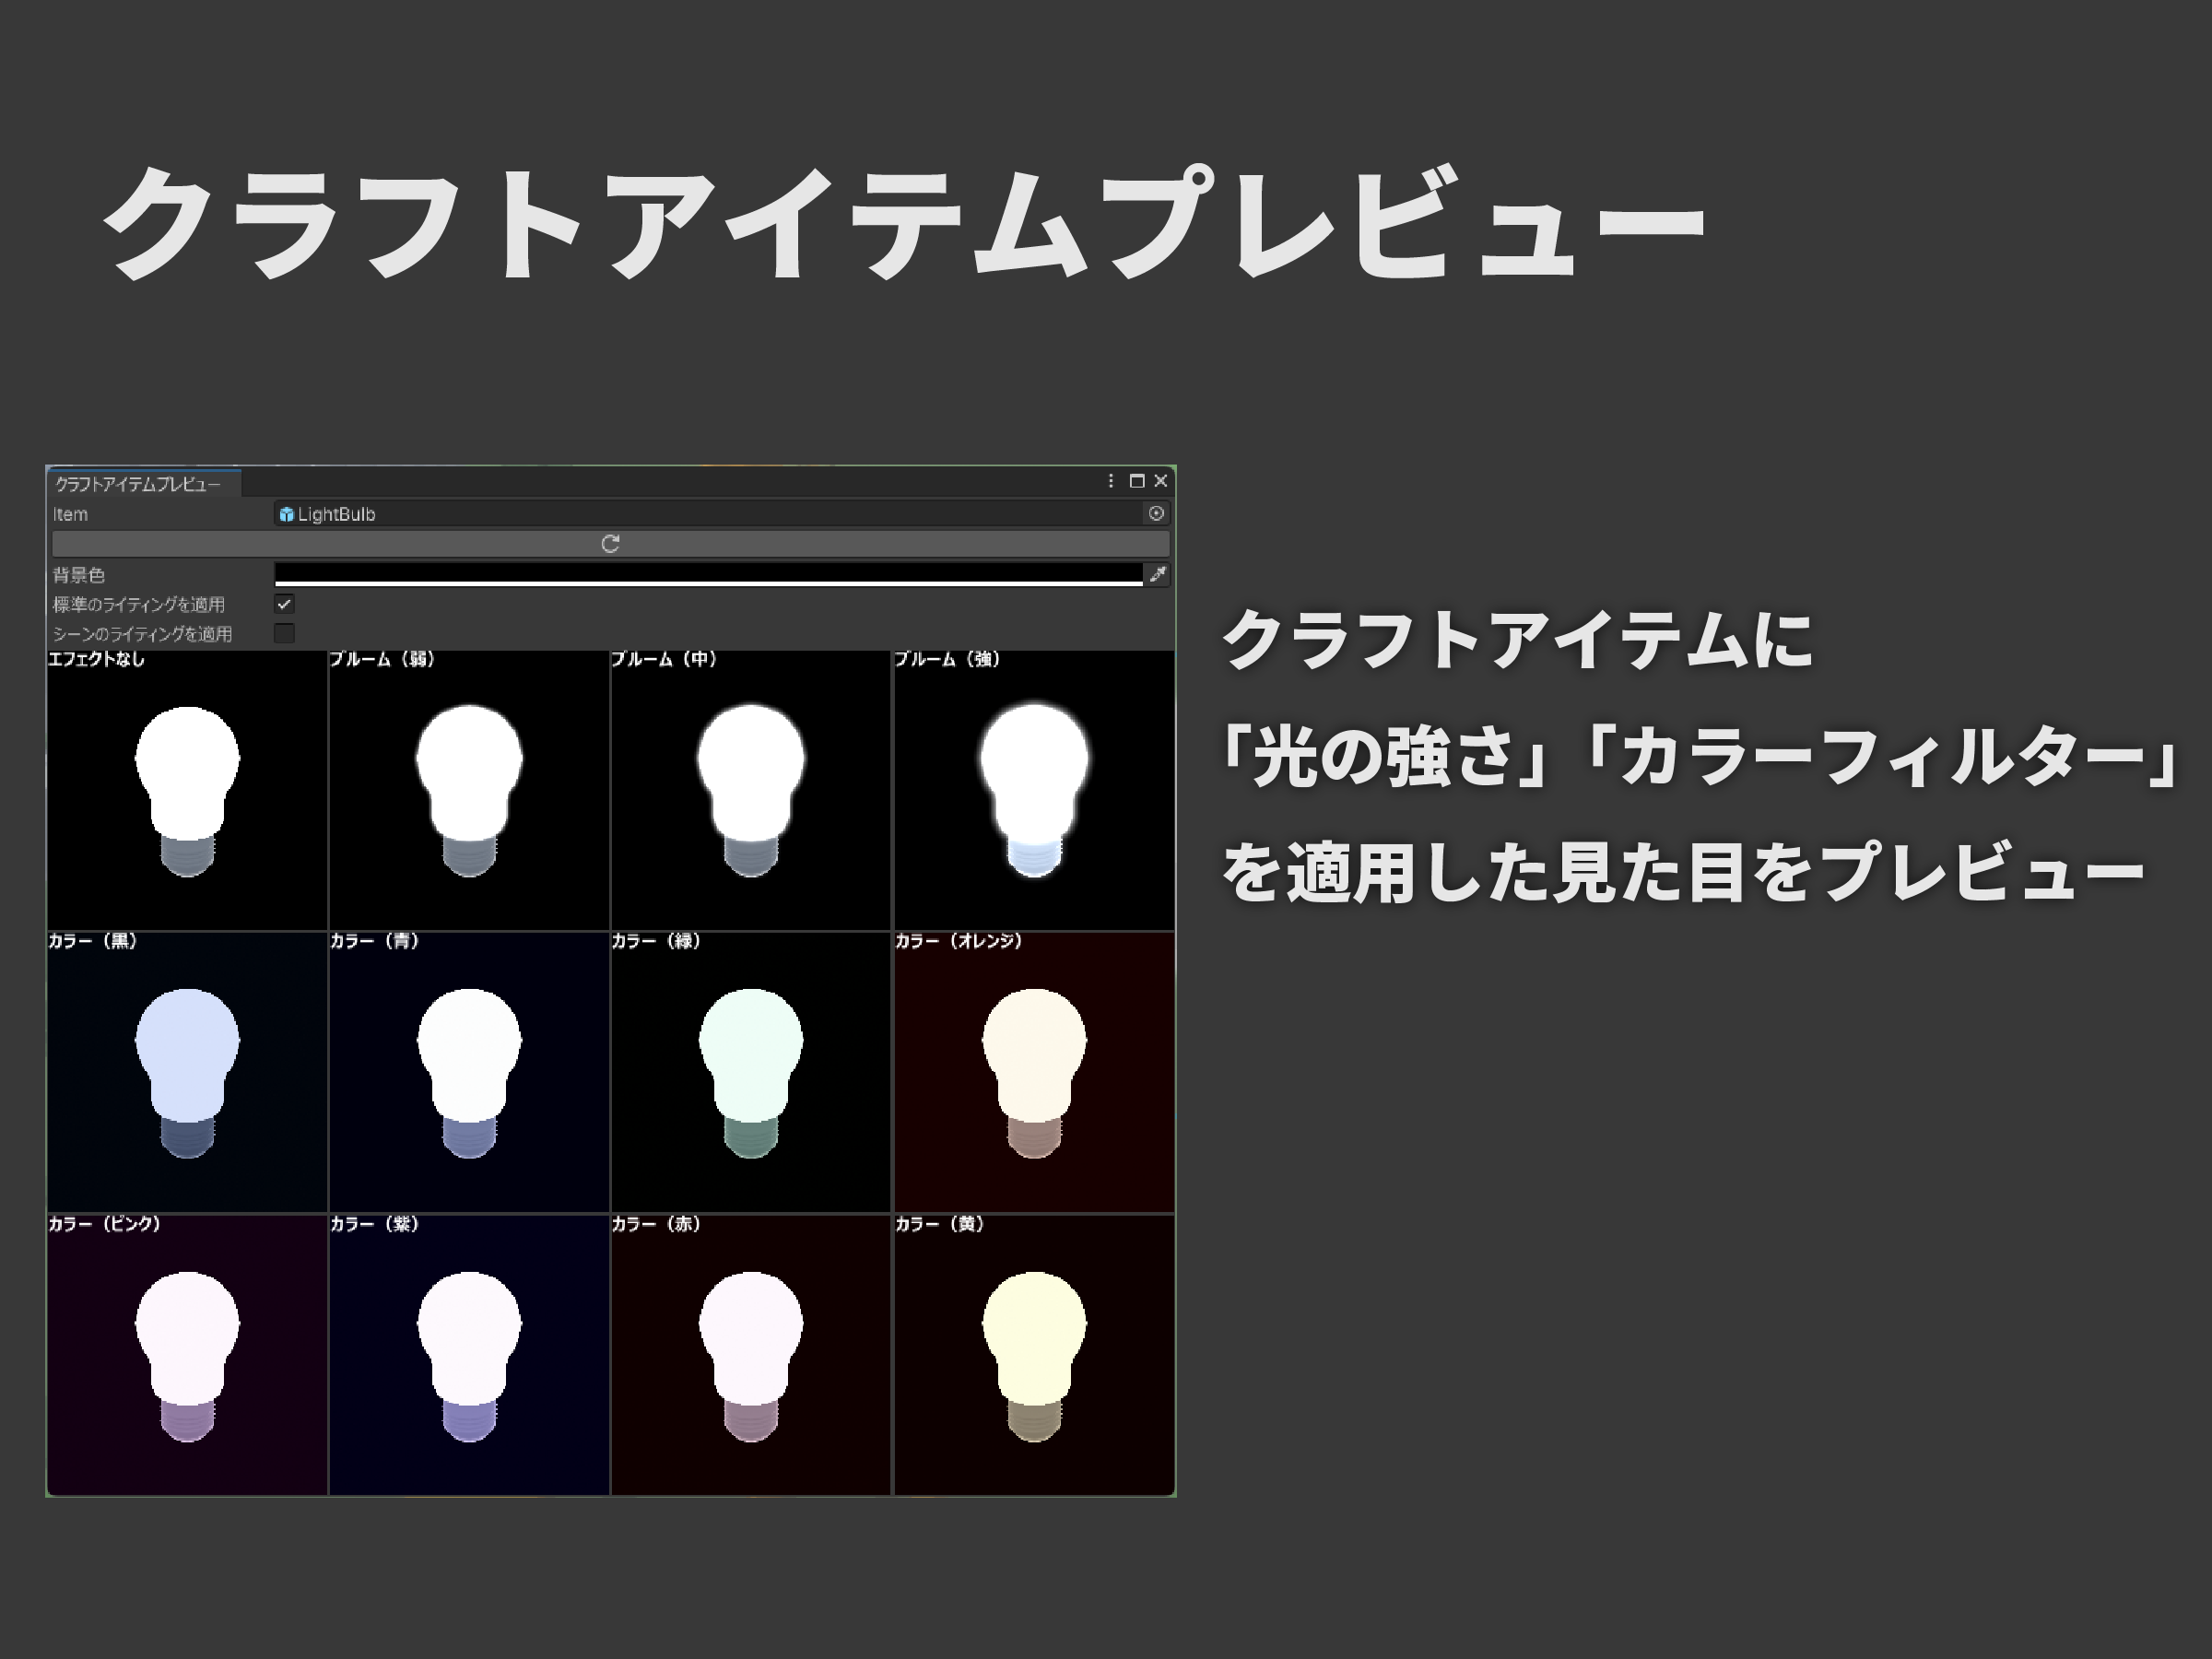 クラフトアイテムプレビュー
クラフトアイテムプレビュー
Item
LightBulb
背景色
標準のライティングを適用
シーンのライティングを適用
エフェクトなし
ブルーム（弱）
ブルーム（中）
ブルーム（強）
カラー（黒）
カラー（青）
カラー（緑）
カラー（オレンジ）
カラー（ピンク）
カラー（紫）
カラー（赤）
カラー（黄）
クラフトアイテムに
「光の強さ」「カラーフィルター」
を適用した見た目をプレビュー